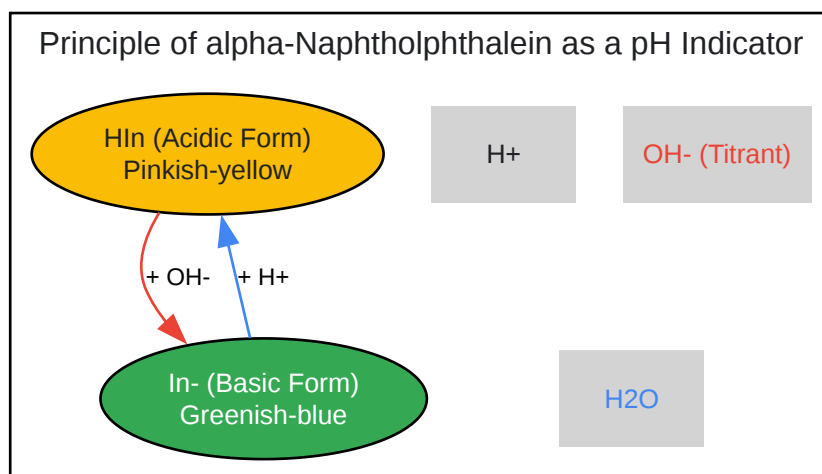 Principle of alpha-Naphtholphthalein as a pH Indicator
HIn (Acidic Form)
Pinkish-yellow
H+
OH- (Titrant)
+ OH-
+ H+
In- (Basic Form)
Greenish-blue
H2O